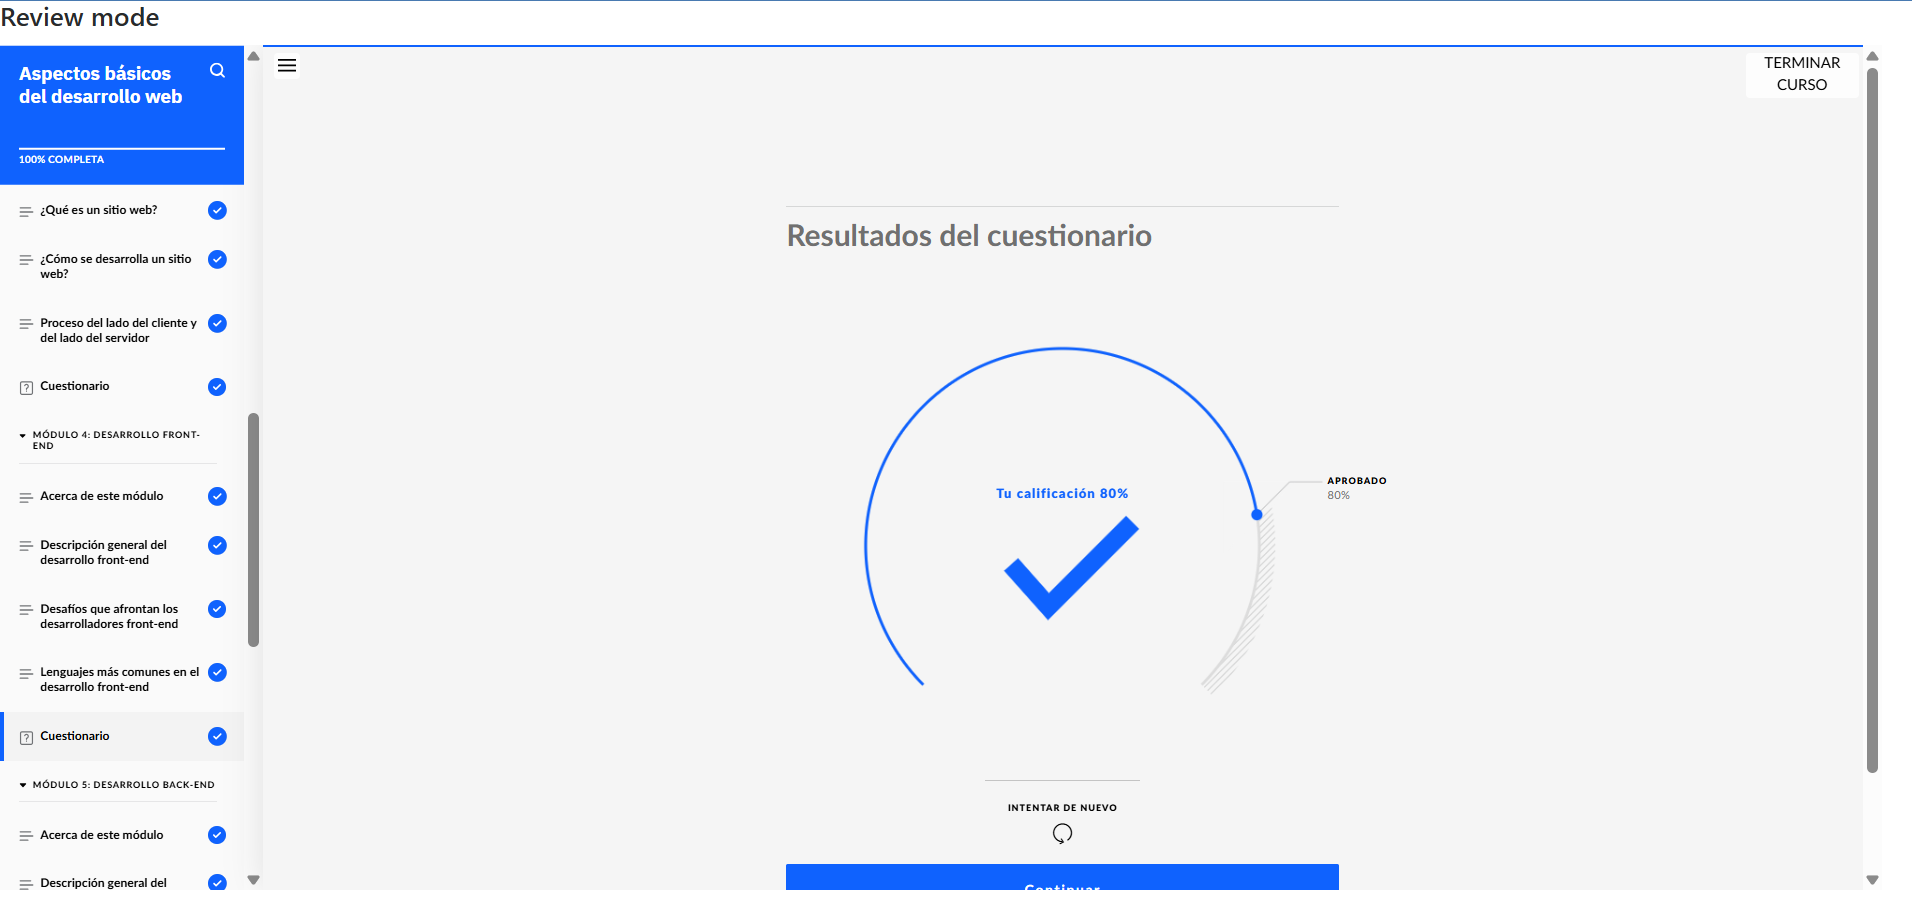 Review mode
Aspectos básicos
del desarrollo web
100% COMPLETA
¿Qué es un sitio web?
¿Cómo se desarrolla un sitio
web?
Proceso del lado del cliente y
del lado del servidor
Cuestionario
MÓDULO 4: DESARROLLO FRONT-
END
Acerca de este módulo
Descripción general del
desarrollo front-end
Desafíos que afrontan los
desarrolladores front-end
Lenguajes más comunes en el
desarrollo front-end
Cuestionario
MÓDULO 5: DESARROLLO BACK-END
Acerca de este módulo
Descripción general del
TERMINAR
CURSO
Resultados del cuestionario
Tu calificación 80%
APROBADO
80%
INTENTAR DE NUEVO
Continuar